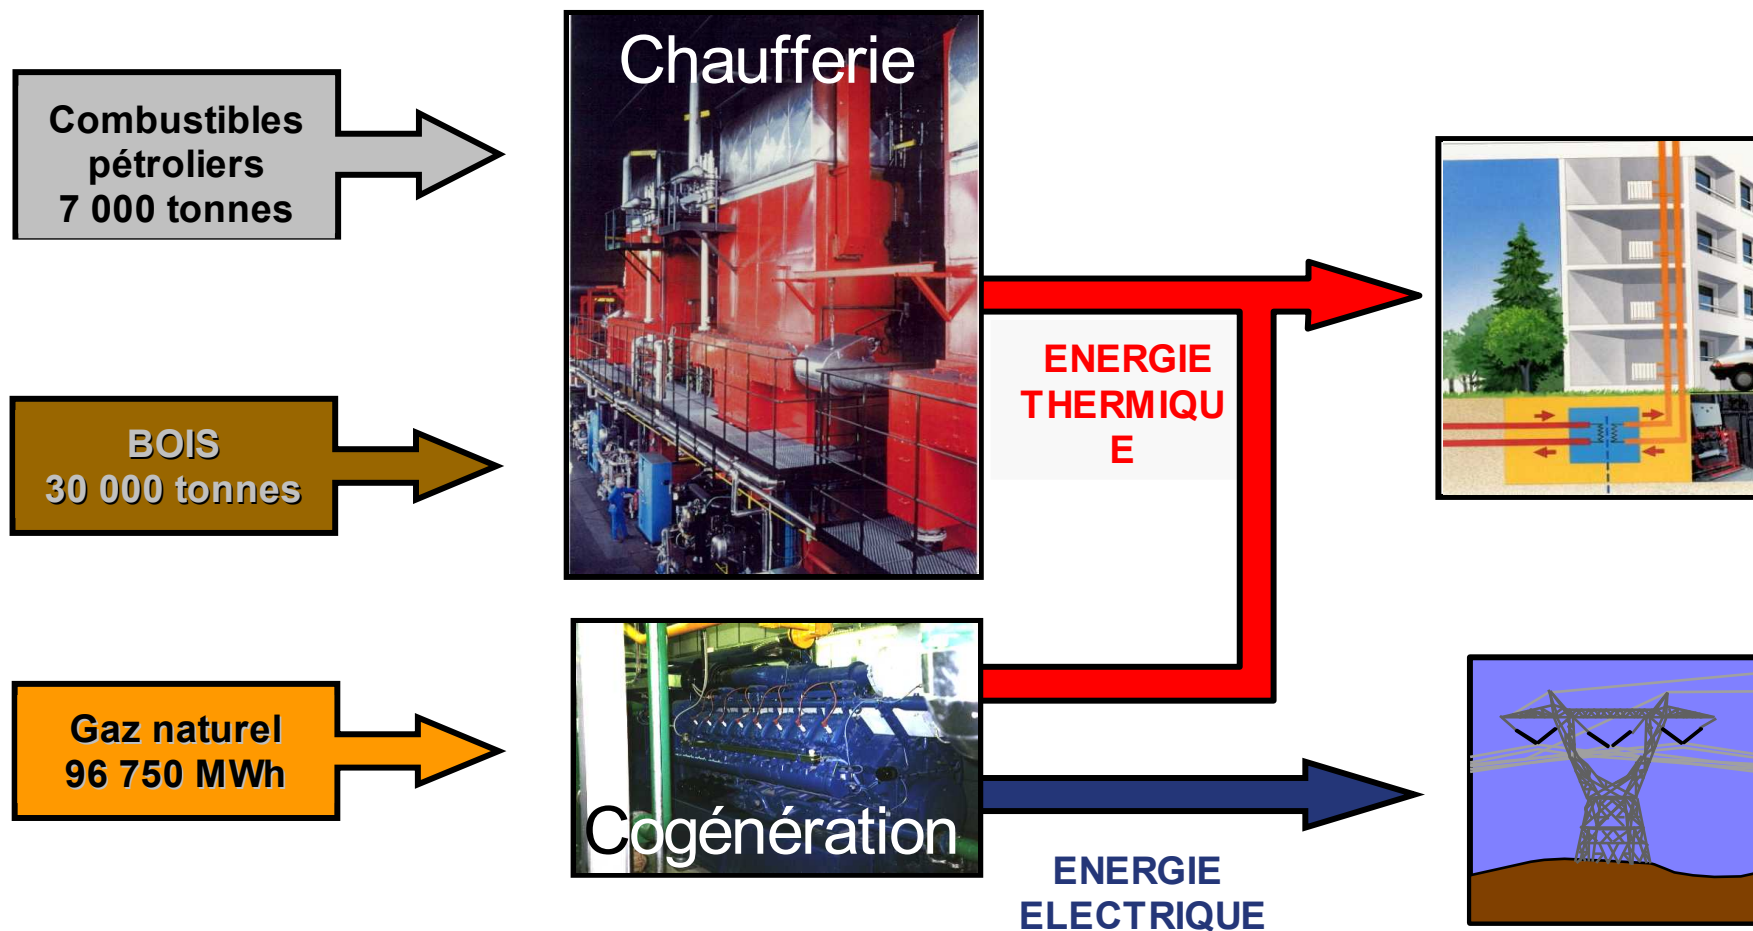 Chaufferie
Combustibles
pétroliers
7 000 tonnes
ENERGIE
THERMIQU
E
BOIS
30 000 tonnes
Gaz naturel
96 750 MWh
Cogénération
ENERGIE
ELECTRIQUE